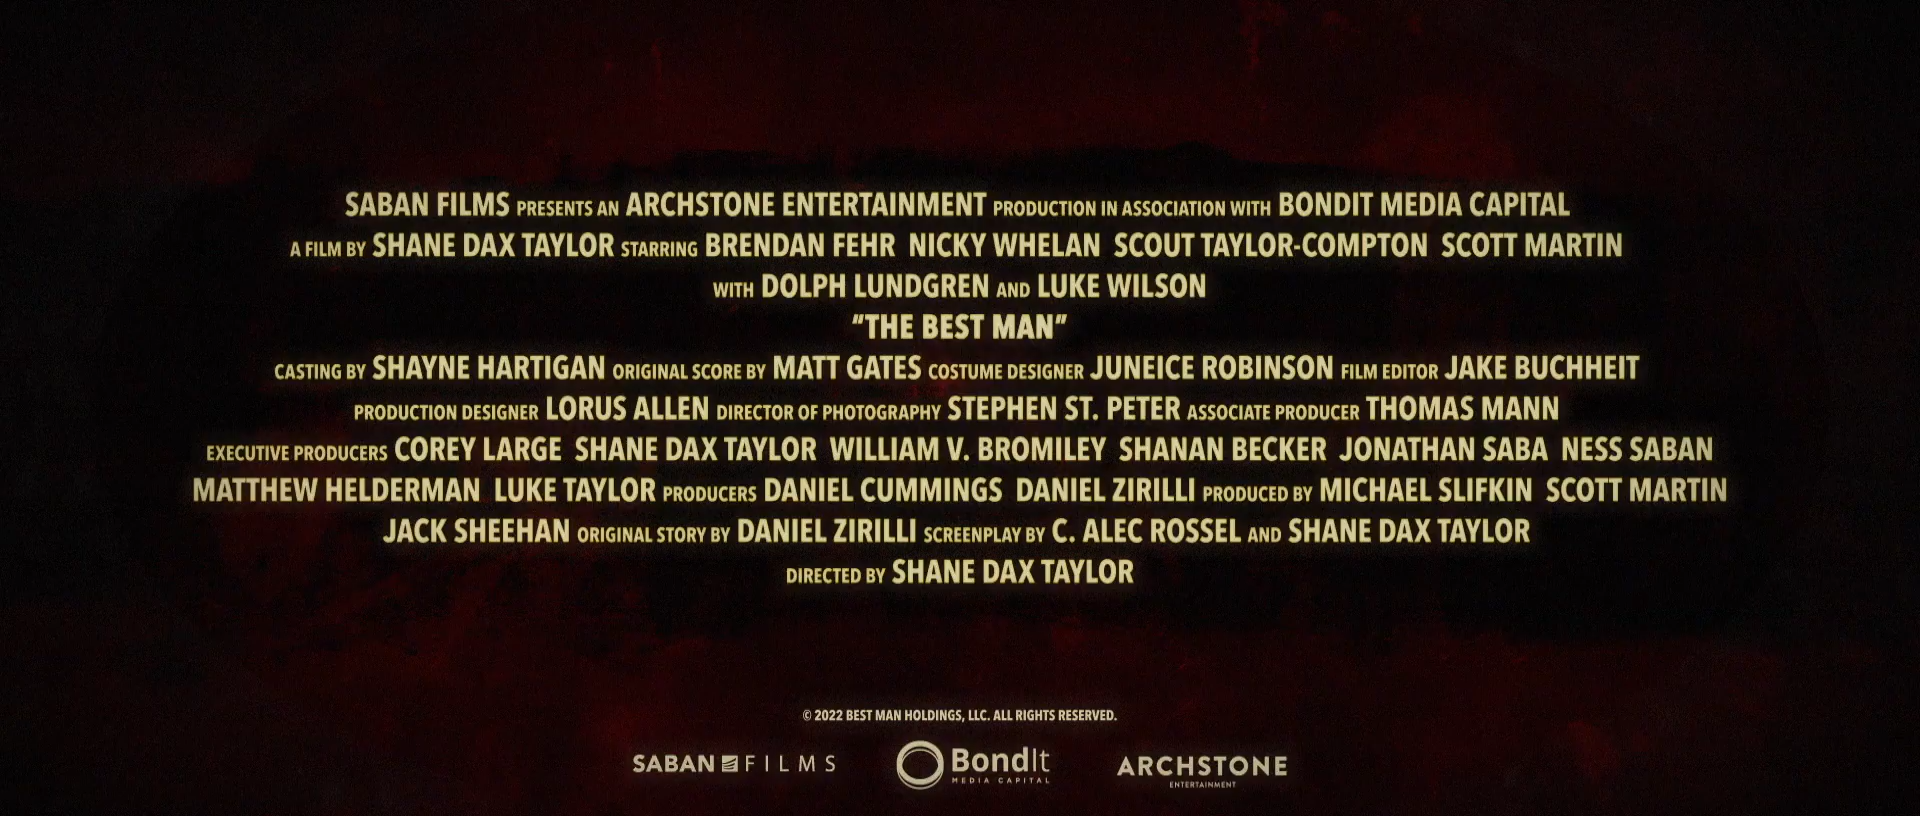 SABAN FILMS PRESENTS AN ARCHSTONE ENTERTAINMENT PRODUCTION IN ASSOCIATION WITH BONDIT MEDIA CAPITAL
A FILM BY SHANE DAX TAYLOR STARRING BRENDAN FEHR NICKY WHELAN SCOUT TAYLOR-COMPTON SCOTT MARTIN
WITH DOLPH LUNDGREN AND LUKE WILSON
"THE BEST MAN"
CASTING BY SHAYNE HARTIGAN ORIGINAL SCORE BY MATT GATES COSTUME DESIGNER JUNEICE ROBINSON FILM EDITOR JAKE BUCHHEIT
PRODUCTION DESIGNER LORUS ALLEN DIRECTOR OF PHOTOGRAPHY STEPHEN ST. PETER ASSOCIATE PRODUCER THOMAS MANN
EXECUTIVE PRODUCERS COREY LARGE SHANE DAX TAYLOR WILLIAM V. BROMILEY SHANAN BECKER JONATHAN SABA NESS SABAN
MATTHEW HELDERMAN LUKE TAYLOR PRODUCERS DANIEL CUMMINGS DANIEL ZIRILLI PRODUCED BY MICHAEL SLIFKIN SCOTT MARTIN
JACK SHEEHAN ORIGINAL STORY BY DANIEL ZIRILLI SCREENPLAY BY C. ALEC ROSSEL AND SHANE DAX TAYLOR
DIRECTED BY SHANE DAX TAYLOR
© 2022 BEST MAN HOLDINGS, LLC. ALL RIGHTS RESERVED.
SABAN FILMS
BondIt
MEDIA CAPITAL
ARCHSTONE
ENTERTAINMENT